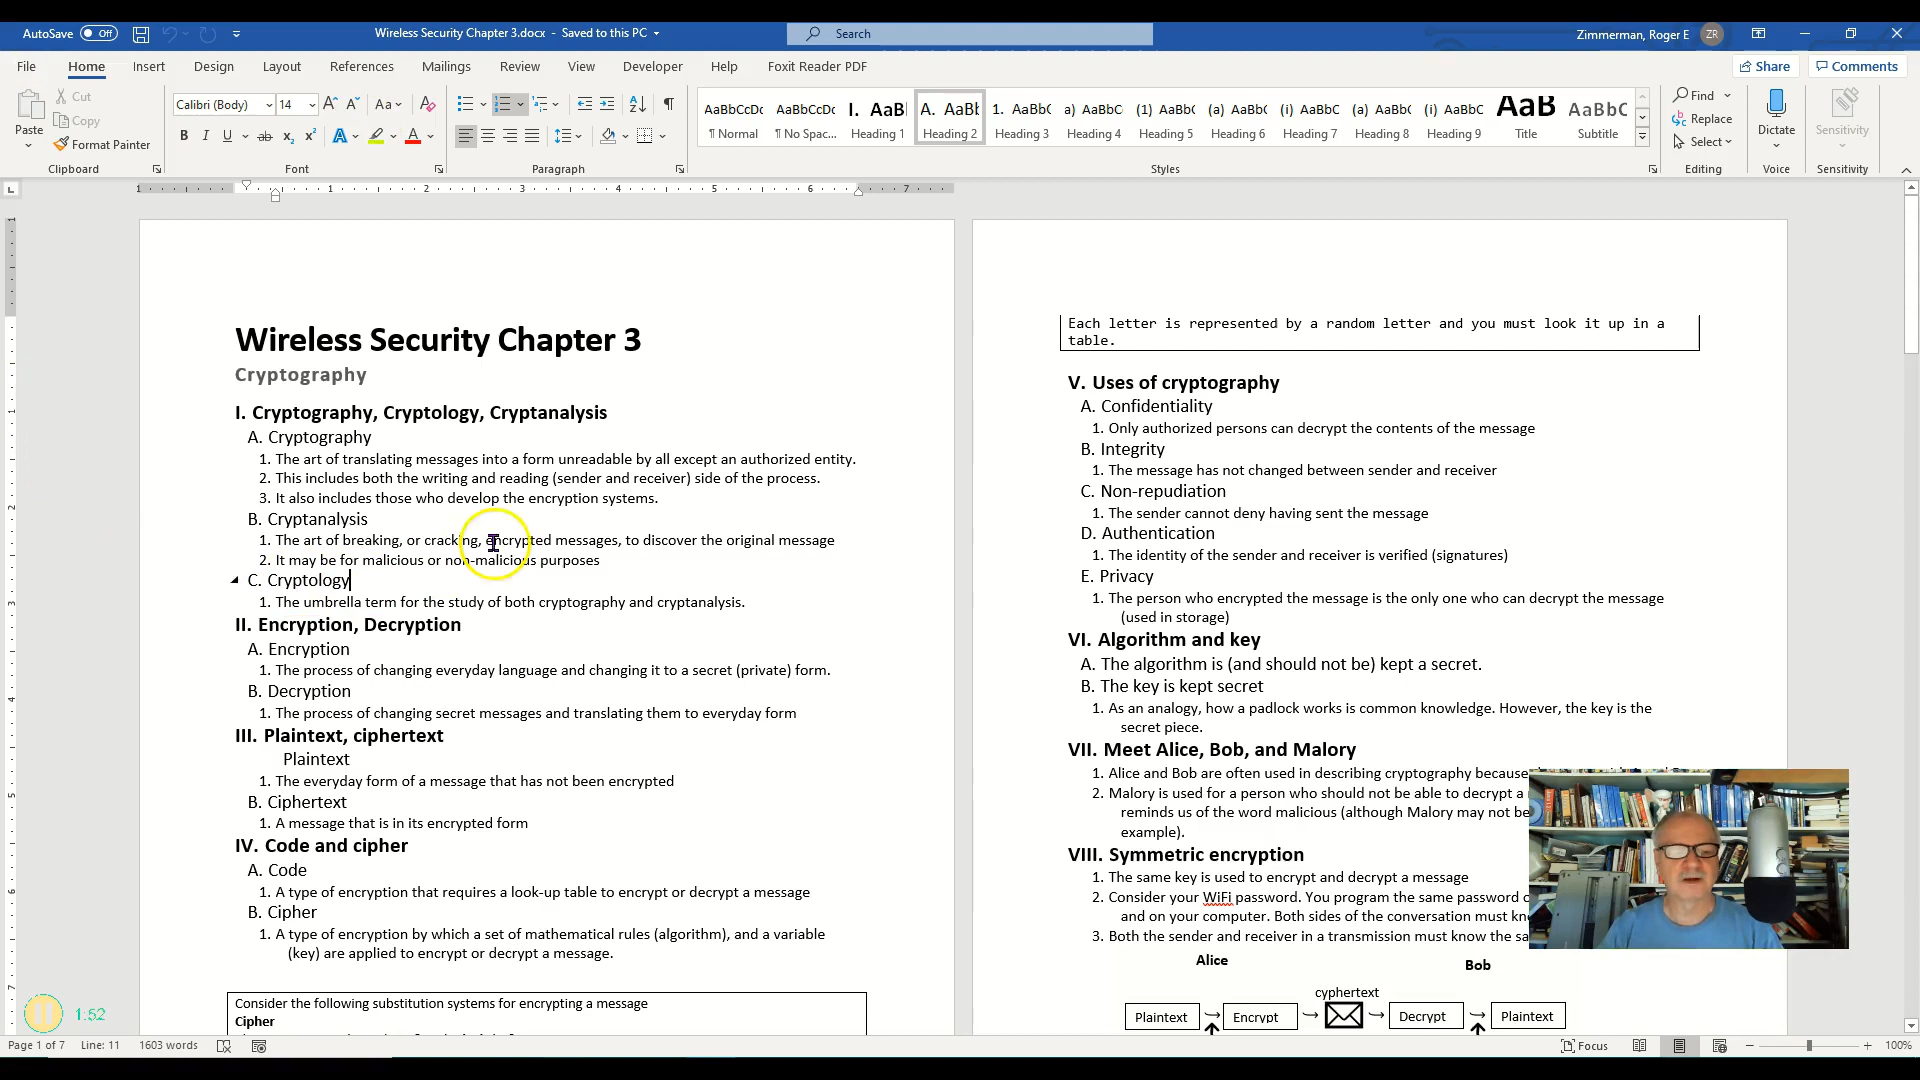 AutoSave Off
Wireless Security Chapter 3.docx - Saved to this PC
Search
Zimmerman, Roger E ZR
File Home Insert Design Layout References Mailings Review View Developer Help Foxit Reader PDF
Share Comments
Paste
Cut
Copy
Format Painter
Clipboard
Calibri (Body) 14
Font
Paragraph
AaBbCcDc AaBbCcDc I. AaBl A. AaBb 1. AaBbC a) AaBbC (1) AaBbC (a) AaBbC (i) AaBbC (a) AaBbC (i) AaBbC AaB AaBbCcD
¶ Normal ¶ No Spac... Heading 1 Heading 2 Heading 3 Heading 4 Heading 5 Heading 6 Heading 7 Heading 8 Heading 9 Title Subtitle
Styles
Find
Replace
Select
Editing
Dictate
Voice
Sensitivity
Sensitivity
Wireless Security Chapter 3
Cryptography
I. Cryptography, Cryptology, Cryptanalysis
A. Cryptography
1. The art of translating messages into a form unreadable by all except an authorized entity.
2. This includes both the writing and reading (sender and receiver) side of the process.
3. It also includes those who develop the encryption systems.
B. Cryptanalysis
1. The art of breaking, or cracking, encrypted messages, to discover the original message
2. It may be for malicious or non-malicious purposes
C. Cryptology
1. The umbrella term for the study of both cryptography and cryptanalysis.
II. Encryption, Decryption
A. Encryption
1. The process of changing everyday language and changing it to a secret (private) form.
B. Decryption
1. The process of changing secret messages and translating them to everyday form
III. Plaintext, ciphertext
Plaintext
1. The everyday form of a message that has not been encrypted
B. Ciphertext
1. A message that is in its encrypted form
IV. Code and cipher
A. Code
1. A type of encryption that requires a look-up table to encrypt or decrypt a message
B. Cipher
1. A type of encryption by which a set of mathematical rules (algorithm), and a variable
(key) are applied to encrypt or decrypt a message.
Consider the following substitution systems for encrypting a message
Cipher
Each letter is represented by a random letter and you must look it up in a
table.
V. Uses of cryptography
A. Confidentiality
1. Only authorized persons can decrypt the contents of the message
B. Integrity
1. The message has not changed between sender and receiver
C. Non-repudiation
1. The sender cannot deny having sent the message
D. Authentication
1. The identity of the sender and receiver is verified (signatures)
E. Privacy
1. The person who encrypted the message is the only one who can decrypt the message
(used in storage)
VI. Algorithm and key
A. The algorithm is (and should not be) kept a secret.
B. The key is kept secret
1. As an analogy, how a padlock works is common knowledge. However, the key is the
secret piece.
VII. Meet Alice, Bob, and Malory
1. Alice and Bob are often used in describing cryptography because
2. Malory is used for a person who should not be able to decrypt a
reminds us of the word malicious (although Malory may not be
example).
VIII. Symmetric encryption
1. The same key is used to encrypt and decrypt a message
2. Consider your WiFi password. You program the same password
and on your computer. Both sides of the conversation must
3. Both the sender and receiver in a transmission must know the
Alice Bob
cyphertext
Plaintext Encrypt Decrypt Plaintext
1:52
Page 1 of 7 Line: 11 1603 words
Focus
100%